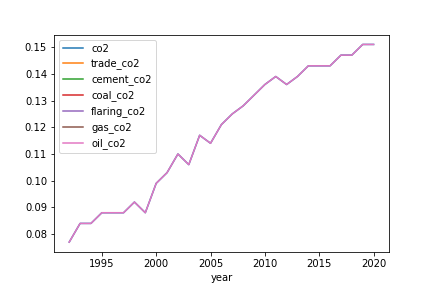 0.15
0.14
0.13
0.12
0.11
0.10
0.09
0.08
co2
trade_co2
cement_co2
coal_co2
flaring_co2
gas_co2
oil_co2
1995 2000 2005 2010 2015 2020
year